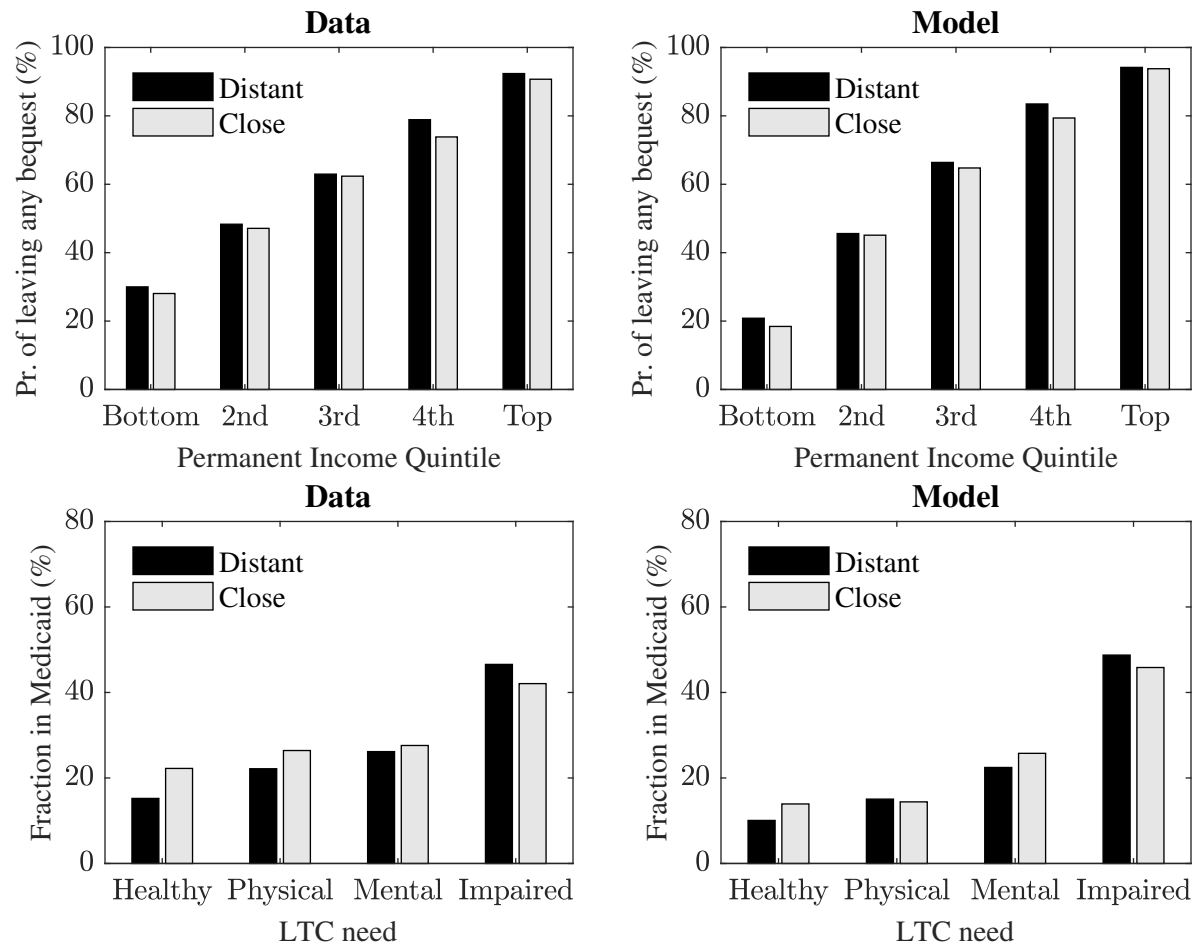 Data
Pr. of leaving any bequest (%)
100
80
60
40
20
0
Distant
Close
Bottom 2nd 3rd 4th Top
Permanent Income Quintile
Model
Pr. of leaving any bequest (%)
100
80
60
40
20
0
Distant
Close
Bottom 2nd 3rd 4th Top
Permanent Income Quintile
Data
Fraction in Medicaid (%)
80
60
40
20
0
Distant
Close
Healthy Physical Mental Impaired
LTC need
Model
Fraction in Medicaid (%)
80
60
40
20
0
Distant
Close
Healthy Physical Mental Impaired
LTC need